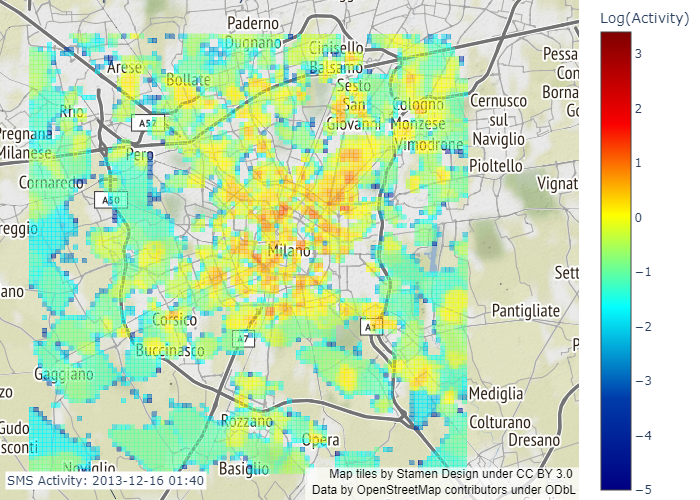 Log(Activity)
Paderno
Dugnano
Cinisello
Balsamo
Arese
Bollate
Sesto
San
Giovanni
Cologno
Monzese
Vimodrone
Pessa
Con
Borna
Go
Cernusco
sul
Naviglio
Rho
A52
Pregnana
Milanese
Pero
Pioltello
Cornaredo
Vignat
A50
reggio
Milano
Sett
ano
Pantigliate
Corsico
A1
A7
P
Buccinasco
Gaggiano
zo
Mediglia
Rozzano
Colturano
Gudo
sconti
Opera
Dresano
Noviglio
Basiglio
SMS Activity: 2013-12-16 01:40
Map tiles by Stamen Design under CC BY 3.0
Data by OpenStreetMap contributors under ODbL
3
2
1
0
−1
−2
−3
−4
−5